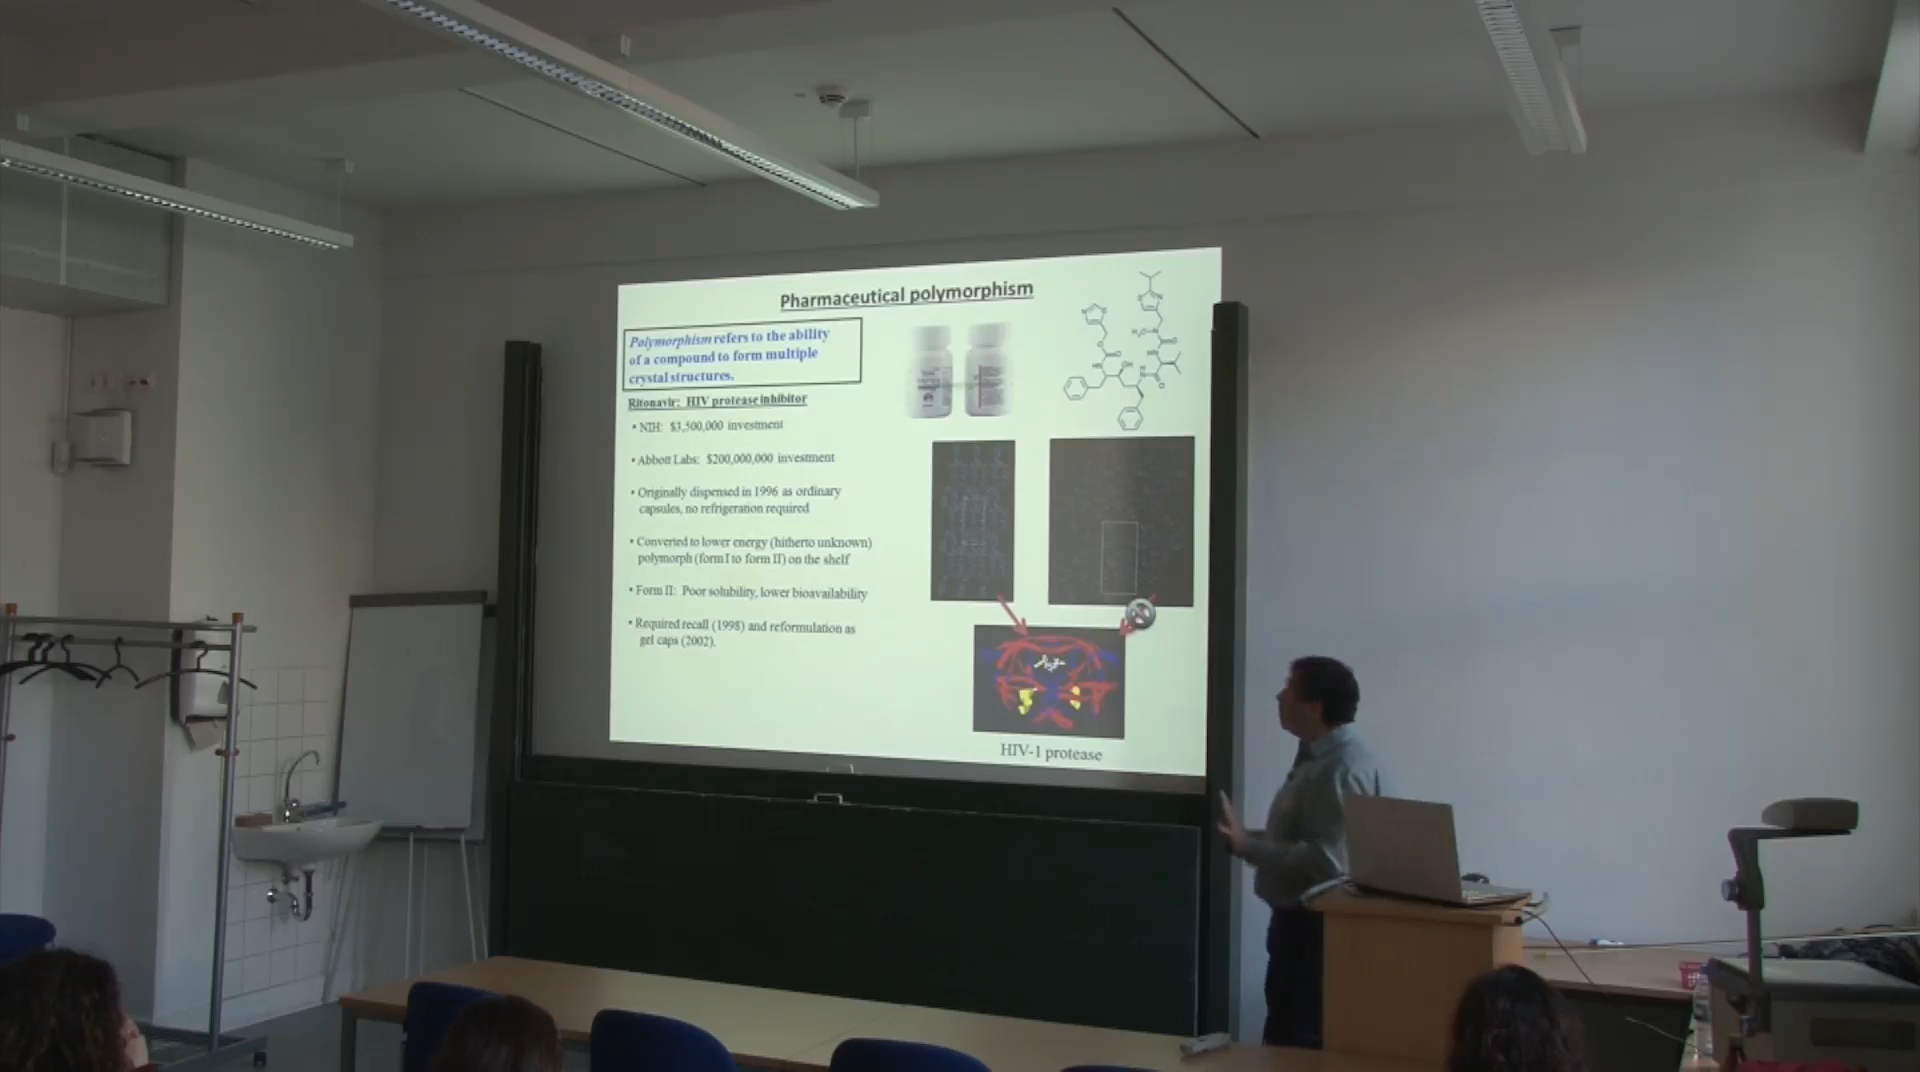 Pharmaceutical polymorphism
Polymorphism refers to the ability
of a compound to form multiple
crystal structures.
Ritonavir: HIV protease inhibitor
• NIH: $3,500,000 investment
• Abbott Labs: $200,000,000 investment
• Originally dispensed in 1996 as ordinary
capsules, no refrigeration required
• Converted to lower energy (hitherto unknown)
polymorph (form I to form II) on the shelf
• Form II: Poor solubility, lower bioavailability
• Required recall (1998) and reformulation as
gel caps (2002).
HIV-1 protease